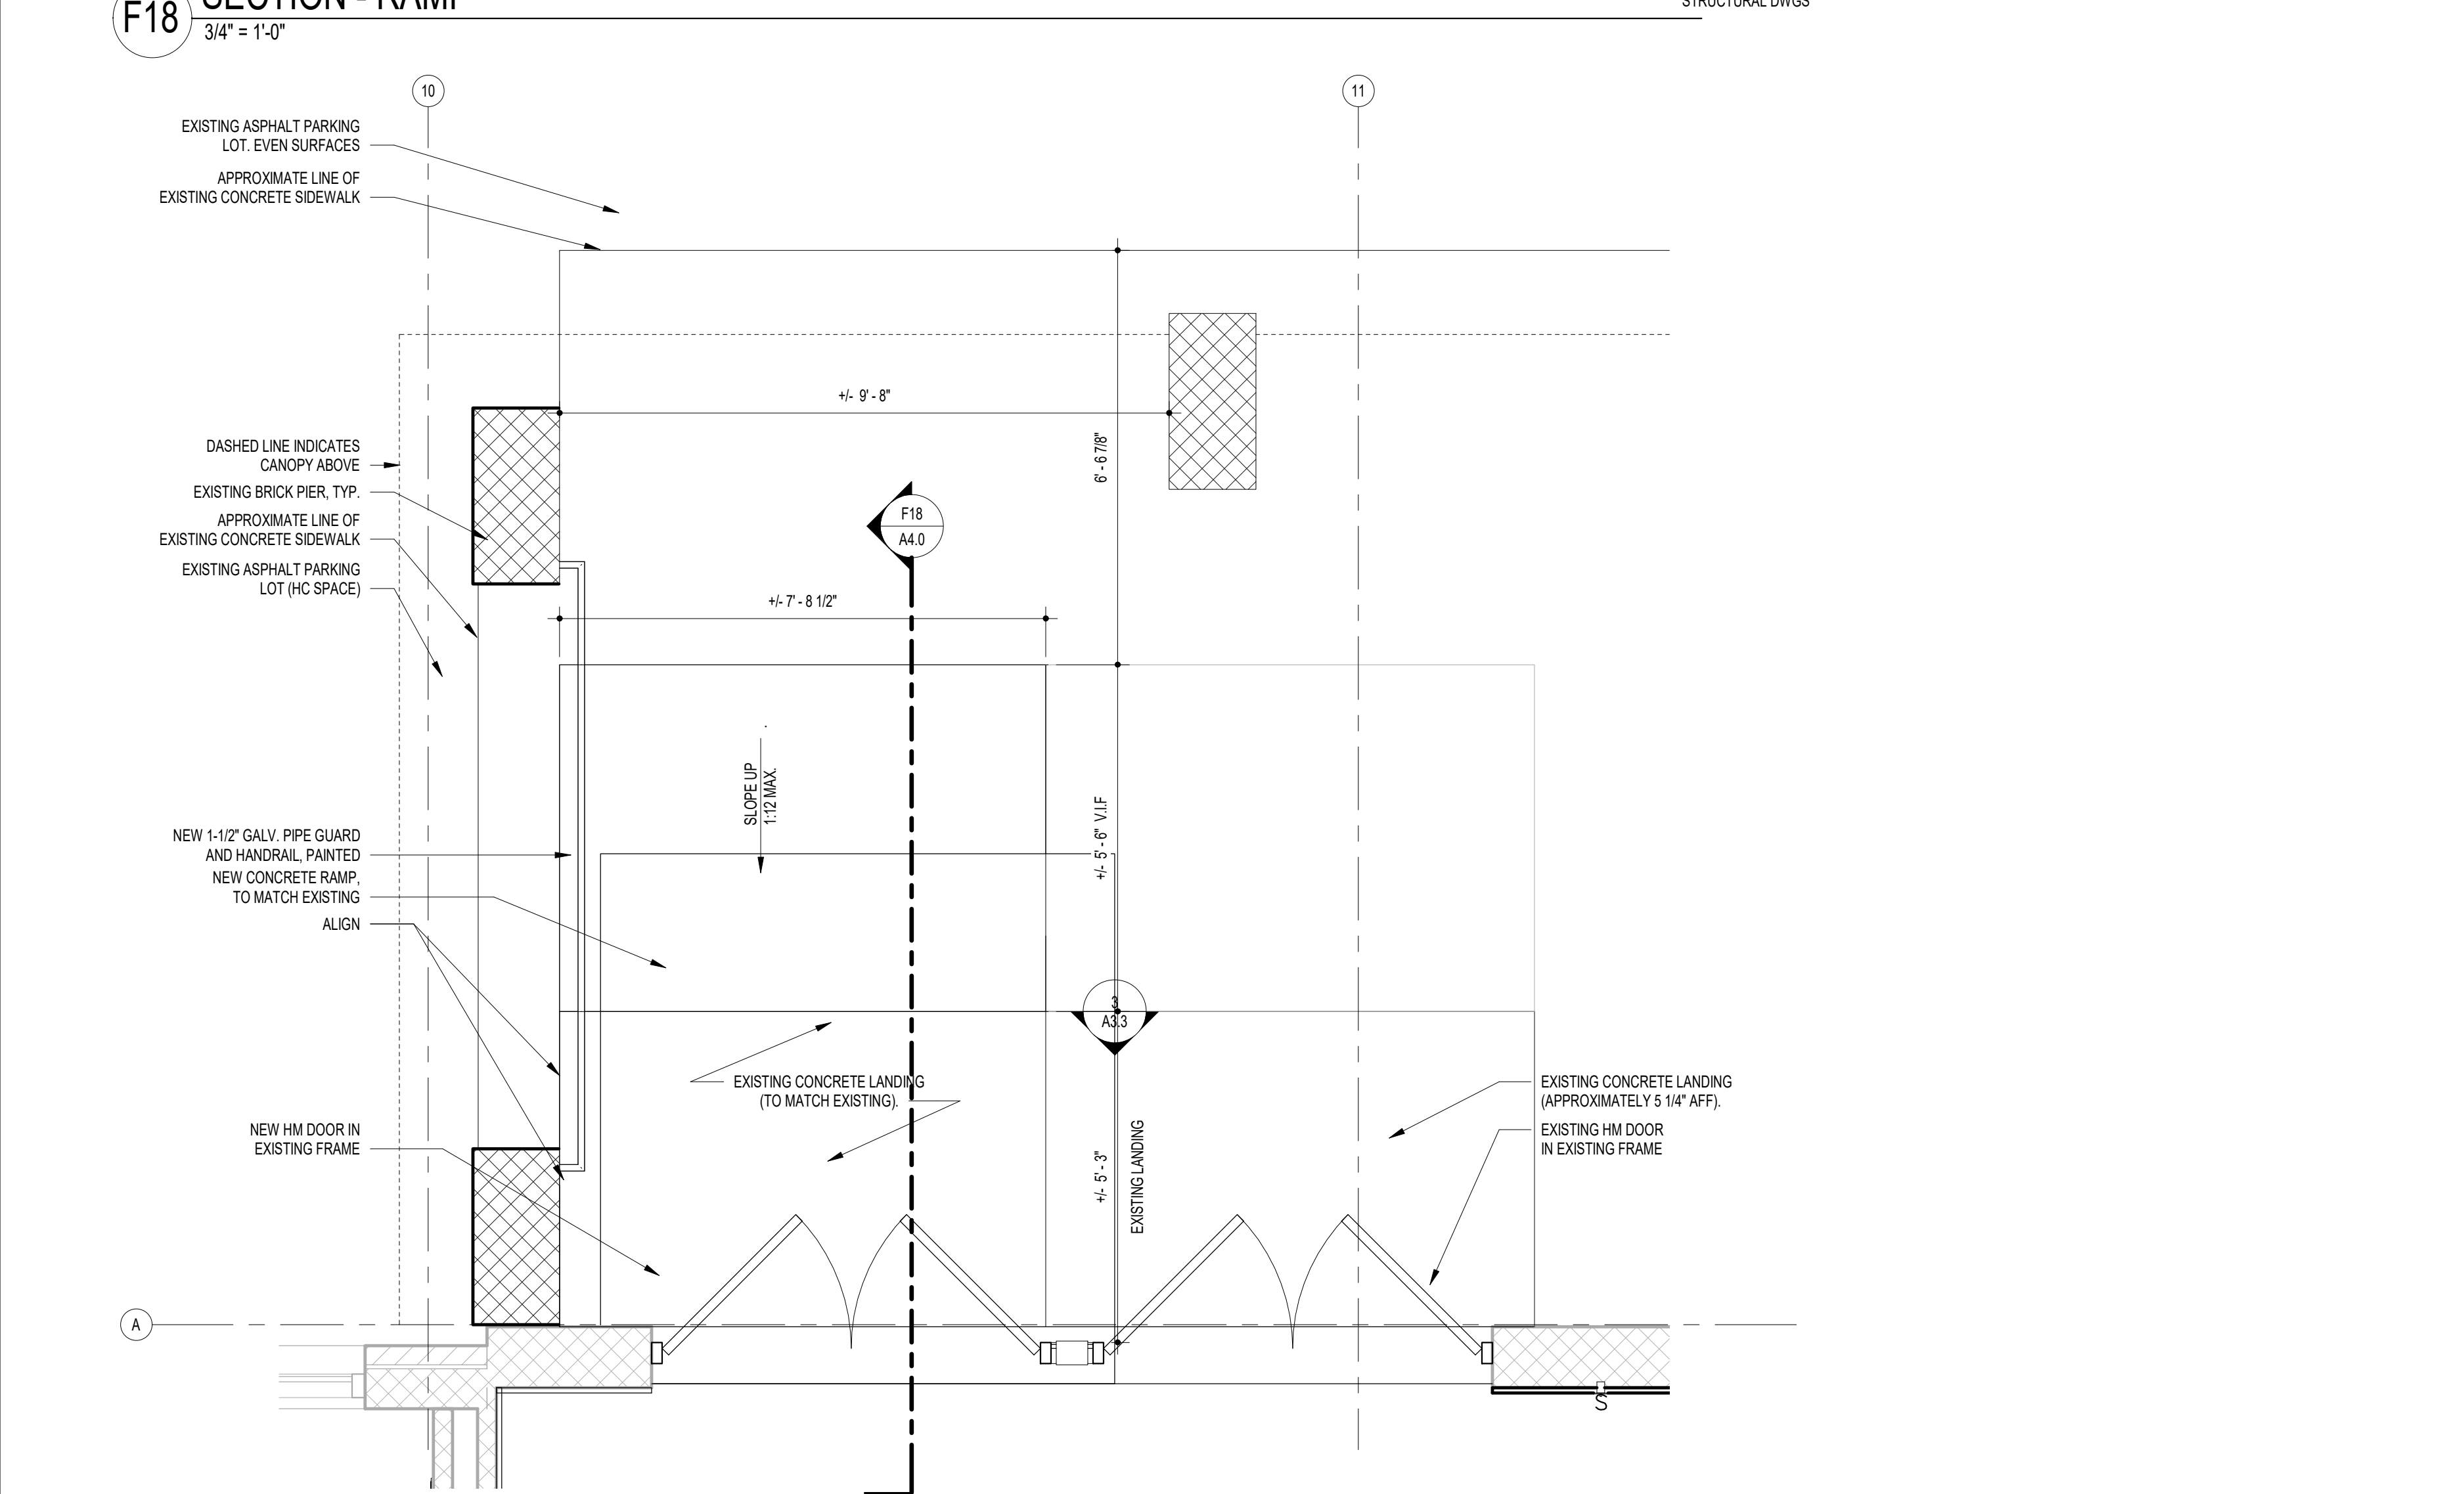 F18
3/4" = 1'-0"
STRUCTURAL DWGS
10
11
EXISTING ASPHALT PARKING
LOT. EVEN SURFACES
APPROXIMATE LINE OF
EXISTING CONCRETE SIDEWALK
+/- 9' - 8"
6' - 6 7/8"
DASHED LINE INDICATES
CANOPY ABOVE
EXISTING BRICK PIER, TYP.
APPROXIMATE LINE OF
EXISTING CONCRETE SIDEWALK
EXISTING ASPHALT PARKING
LOT (HC SPACE)
F18
A4.0
+/- 7' - 8 1/2"
SLOPE UP
1:12 MAX.
+/- 5' - 6" V.I.F
NEW 1-1/2" GALV. PIPE GUARD
AND HANDRAIL, PAINTED
NEW CONCRETE RAMP,
TO MATCH EXISTING
ALIGN
3
A3.3
EXISTING CONCRETE LANDING
(TO MATCH EXISTING).
EXISTING CONCRETE LANDING
(APPROXIMATELY 5 1/4" AFF).
NEW HM DOOR IN
EXISTING FRAME
+/- 5' - 3"
EXISTING LANDING
EXISTING HM DOOR
IN EXISTING FRAME
A
S